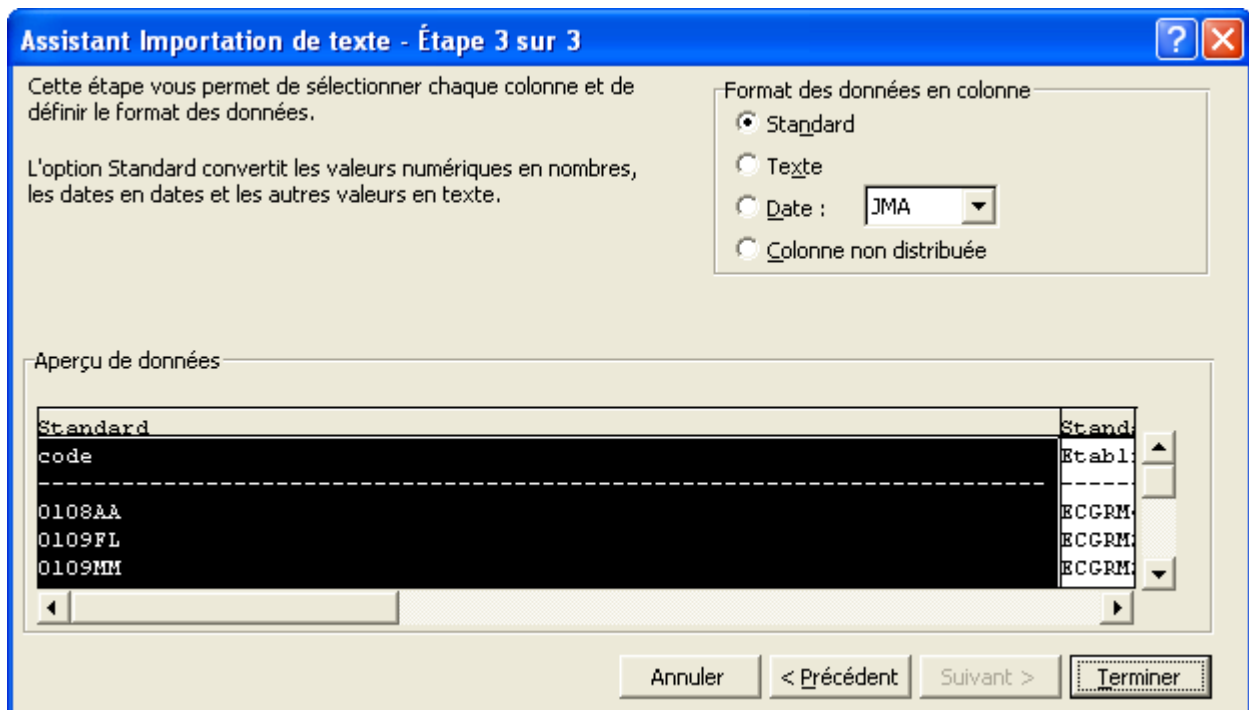 Assistant Importation de texte - Étape 3 sur 3
Cette étape vous permet de sélectionner chaque colonne et de
définir le format des données.
L'option Standard convertit les valeurs numériques en nombres,
les dates en dates et les autres valeurs en texte.
Format des données en colonne
Standard
Texte
Date : JMA
Colonne non distribuée
Aperçu de données
Standard
code
--------------------------------------------------------------------------------
0108AA
0109FL
0109MM
Annuler
< Précédent
Suivant >
Terminer